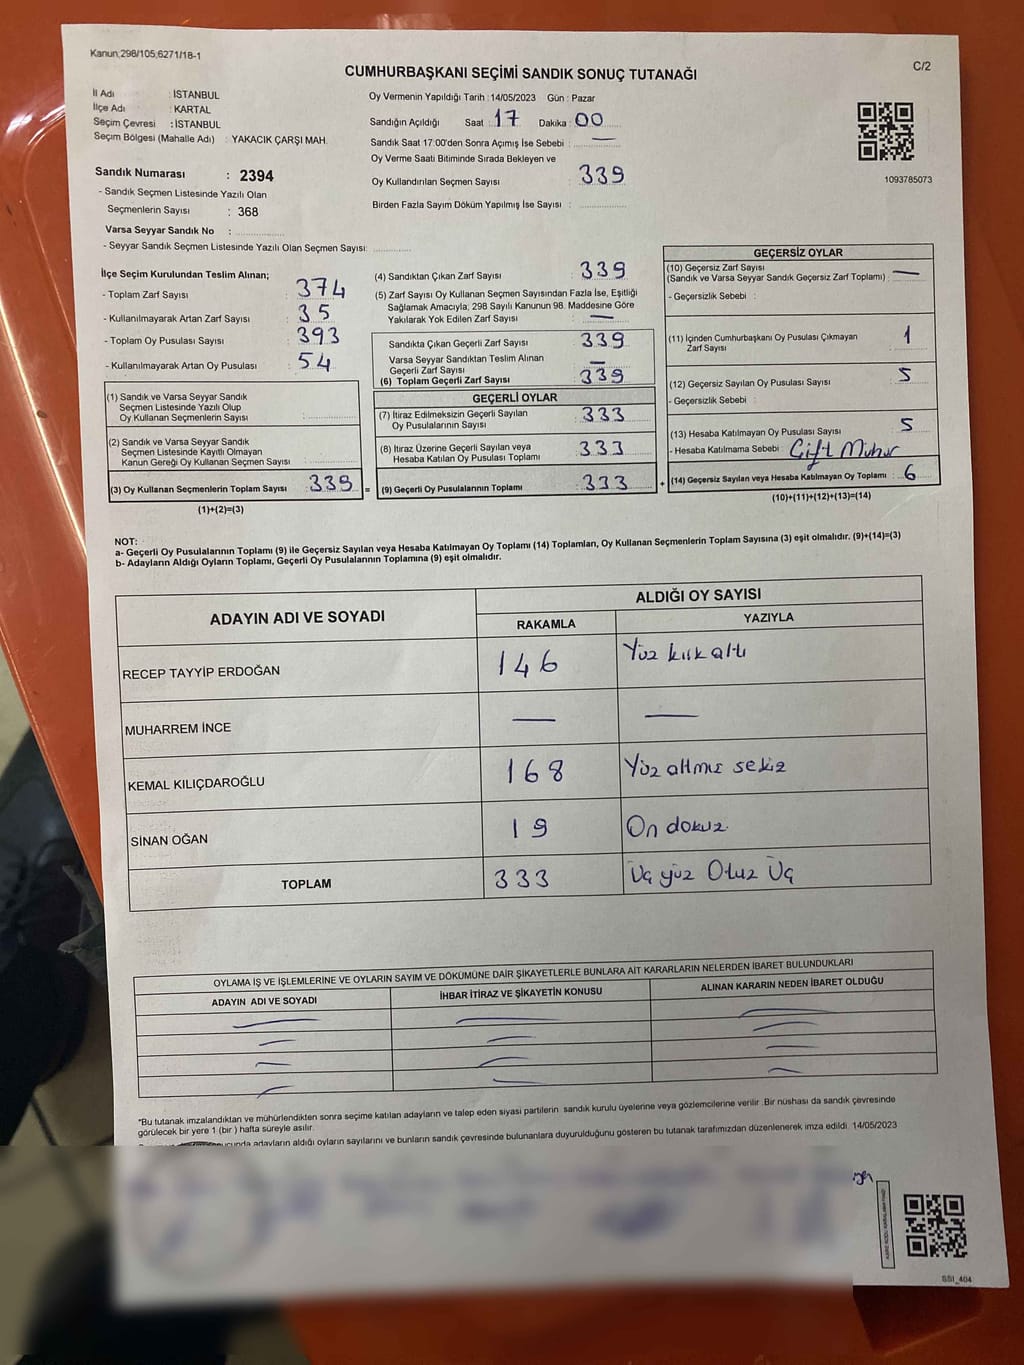 Kanun;298/105;6271/18-1
C/2
CUMHURBAŞKANI SEÇİMİ SANDIK SONUÇ TUTANAĞI
İl Adı : İSTANBUL
İlçe Adı : KARTAL
Seçim Çevresi : İSTANBUL
Seçim Bölgesi (Mahalle Adı) : YAKACIK ÇARŞI MAH.
Sandık Numarası : 2394
- Sandık Seçmen Listesinde Yazılı Olan
Seçmenlerin Sayısı : 368
Varsa Seyyar Sandık No :
- Seyyar Sandık Seçmen Listesinde Yazılı Olan Seçmen Sayısı:
Oy Vermenin Yapıldığı Tarih : 14/05/2023 Gün : Pazar
Sandığın Açıldığı Saat : 17 Dakika : 00
Sandık Saat 17:00'den Sonra Açımış İse Sebebi : —
Oy Verme Saati Bitiminde Sırada Bekleyen ve
Oy Kullandırılan Seçmen Sayısı : 339
Birden Fazla Sayım Döküm Yapılmış İse Sayısı :
1093785073
İlçe Seçim Kurulundan Teslim Alınan;
- Toplam Zarf Sayısı : 374
- Kullanılmayarak Artan Zarf Sayısı : 35
- Toplam Oy Pusulası Sayısı : 393
- Kullanılmayarak Artan Oy Pusulası : 54
(1) Sandık ve Varsa Seyyar Sandık
Seçmen Listesinde Yazılı Olup
Oy Kullanan Seçmenlerin Sayısı :
(2) Sandık ve Varsa Seyyar Sandık
Seçmen Listesinde Kayıtlı Olmayan
Kanun Gereği Oy Kullanan Seçmen Sayısı :
(3) Oy Kullanan Seçmenlerin Toplam Sayısı : 339 =
(1)+(2)=(3)
(4) Sandıktan Çıkan Zarf Sayısı : 339
(5) Zarf Sayısı Oy Kullanan Seçmen Sayısından Fazla İse, Eşitliği
Sağlamak Amacıyla; 298 Sayılı Kanunun 98. Maddesine Göre
Yakılarak Yok Edilen Zarf Sayısı : —
Sandıkta Çıkan Geçerli Zarf Sayısı : 339
Varsa Seyyar Sandıktan Teslim Alınan
Geçerli Zarf Sayısı : —
(6) Toplam Geçerli Zarf Sayısı : 339
GEÇERLİ OYLAR
(7) İtiraz Edilmeksizin Geçerli Sayılan
Oy Pusulalarının Sayısı : 333
(8) İtiraz Üzerine Geçerli Sayılan veya
Hesaba Katılan Oy Pusulası Toplamı : 333
(9) Geçerli Oy Pusulalarının Toplamı : 333 +
GEÇERSİZ OYLAR
(10) Geçersiz Zarf Sayısı
(Sandık ve Varsa Seyyar Sandık Geçersiz Zarf Toplamı) : —
- Geçersizlik Sebebi :
(11) İçinden Cumhurbaşkanı Oy Pusulası Çıkmayan
Zarf Sayısı : 1
(12) Geçersiz Sayılan Oy Pusulası Sayısı : 5
- Geçersizlik Sebebi :
(13) Hesaba Katılmayan Oy Pusulası Sayısı : 5
- Hesaba Katılmama Sebebi : Çift Mühür
(14) Geçersiz Sayılan veya Hesaba Katılmayan Oy Toplamı : 6
(10)+(11)+(12)+(13)=(14)
NOT:
a- Geçerli Oy Pusulalarının Toplamı (9) ile Geçersiz Sayılan veya Hesaba Katılmayan Oy Toplamı (14) Toplamları, Oy Kullanan Seçmenlerin Toplam Sayısına (3) eşit olmalıdır. (9)+(14)=(3)
b- Adayların Aldığı Oyların Toplamı, Geçerli Oy Pusulalarının Toplamına (9) eşit olmalıdır.
ADAYIN ADI VE SOYADI ALDIĞI OY SAYISI
RAKAMLA YAZIYLA
RECEP TAYYİP ERDOĞAN 146 Yüz kırk altı
MUHARREM İNCE — —
KEMAL KILIÇDAROĞLU 168 Yüz altmış sekiz
SİNAN OĞAN 19 On dokuz
TOPLAM 333 Üç yüz Otuz Üç
OYLAMA İŞ VE İŞLEMLERİNE VE OYLARIN SAYIM VE DÖKÜMÜNE DAİR ŞİKAYETLERLE BUNLARA AİT KARARLARIN NELERDEN İBARET BULUNDUKLARI
ADAYIN ADI VE SOYADI İHBAR İTİRAZ VE ŞİKAYETİN KONUSU ALINAN KARARIN NEDEN İBARET OLDUĞU
*Bu tutanak imzalandıktan ve mühürlendikten sonra seçime katılan adayların ve talep eden siyasi partilerin sandık kurulu üyelerine veya gözlemcilerine verilir .Bir nüshası da sandık çevresinde
görülecek bir yere 1 (bir ) hafta süreyle asılır.
adayların aldığı oyların sayılarını ve bunların sandık çevresinde bulunanlara duyurulduğunu gösteren bu tutanak tarafımızdan düzenlenerek imza edildi. 14/05/2023
SSI_404